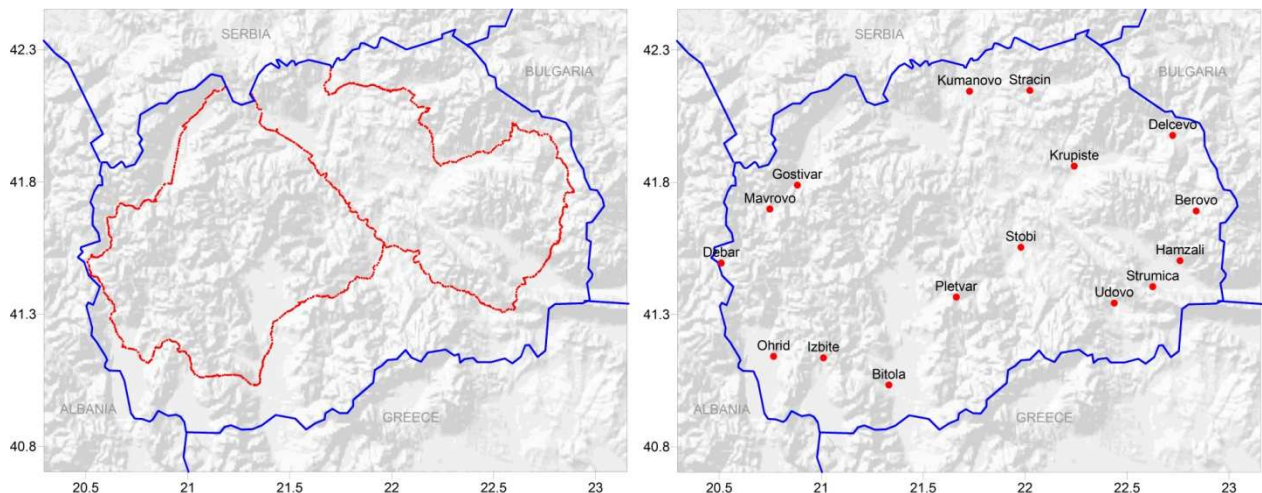 SERBIA
BULGARIA
ALBANIA
GREECE
42.3
41.8
41.3
40.8
20.5 21 21.5 22 22.5 23
SERBIA
BULGARIA
Kumanovo Stracin
Delcevo
Krupiste
Gostivar
Mavrovo
Berovo
Stobi
Hamzali
Debar
Strumica
Pletvar
Udovo
Ohrid Izbite
Bitola
ALBANIA
GREECE
42.3
41.8
41.3
40.8
20.5 21 21.5 22 22.5 23